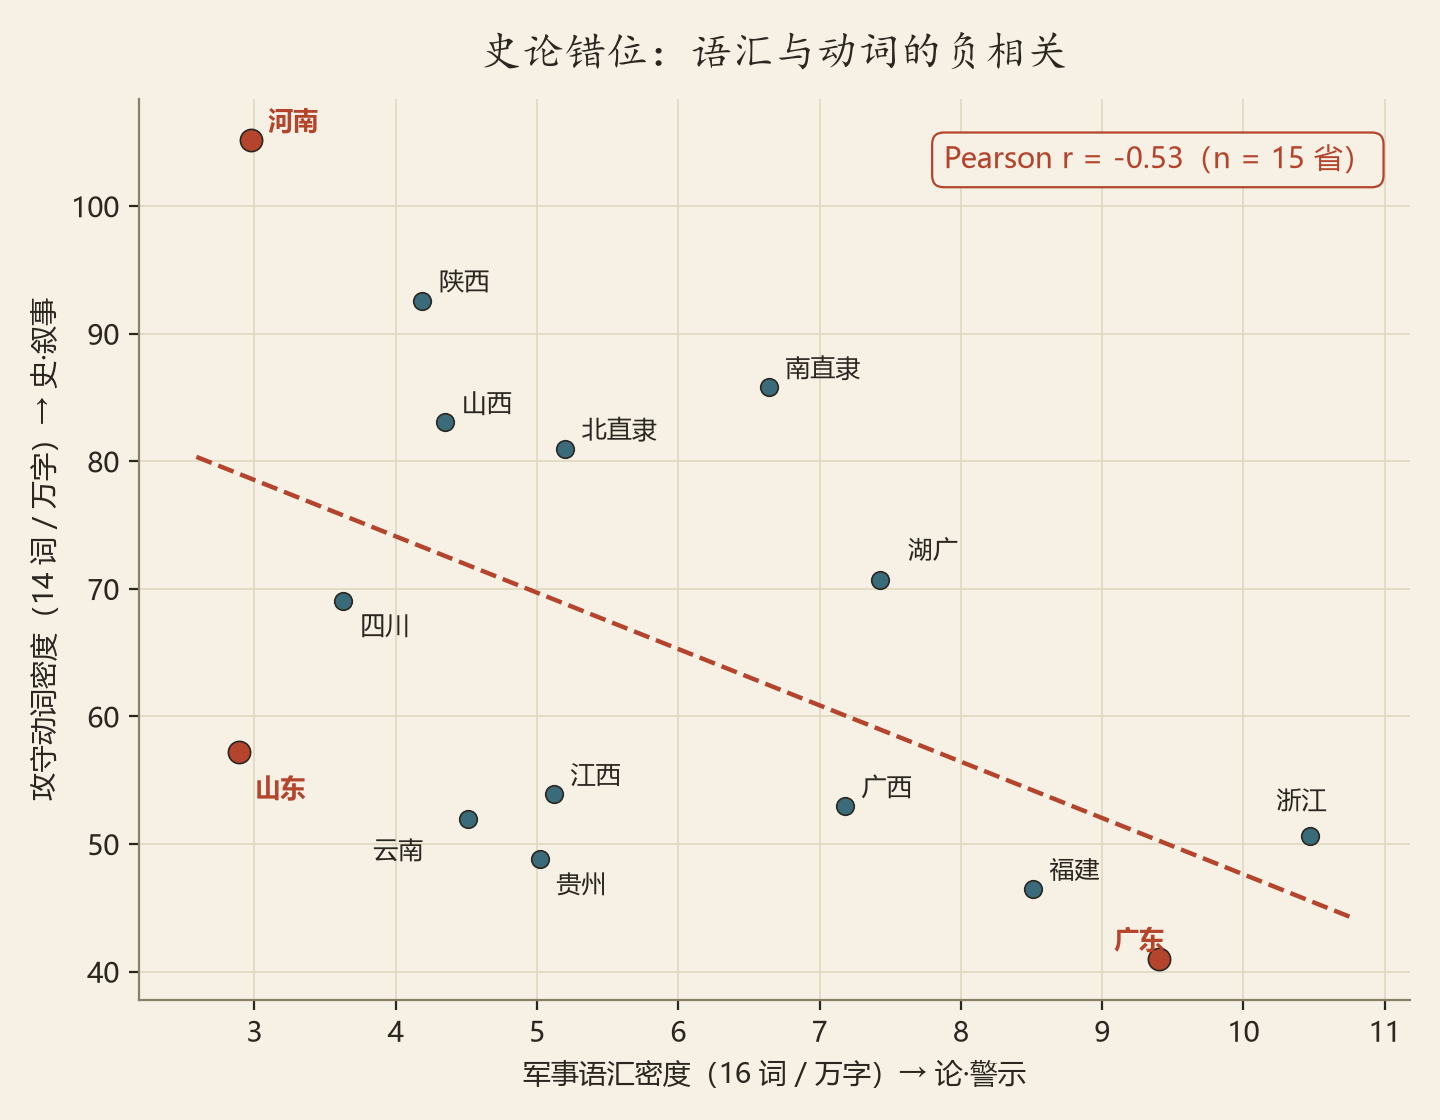 史论错位：语汇与动词的负相关
Pearson r = -0.53（n = 15 省）
河南
陕西
南直隶
山西
北直隶
湖广
四川
山东
江西
广西
浙江
云南
贵州
福建
广东
攻守动词密度（14 词 / 万字）→ 史·叙事
100
90
80
70
60
50
40
3 4 5 6 7 8 9 10 11
军事语汇密度（16 词 / 万字）→ 论·警示